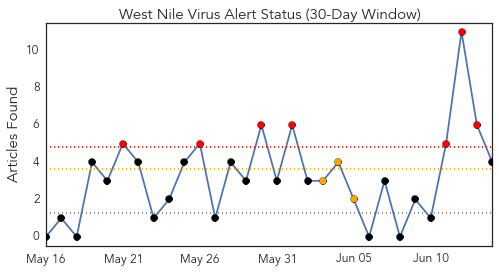 West Nile Virus Alert Status (30-Day Window)
Articles Found
10
8
6
4
2
0
May 16
May 21
May 26
May 31
Jun 05
Jun 10